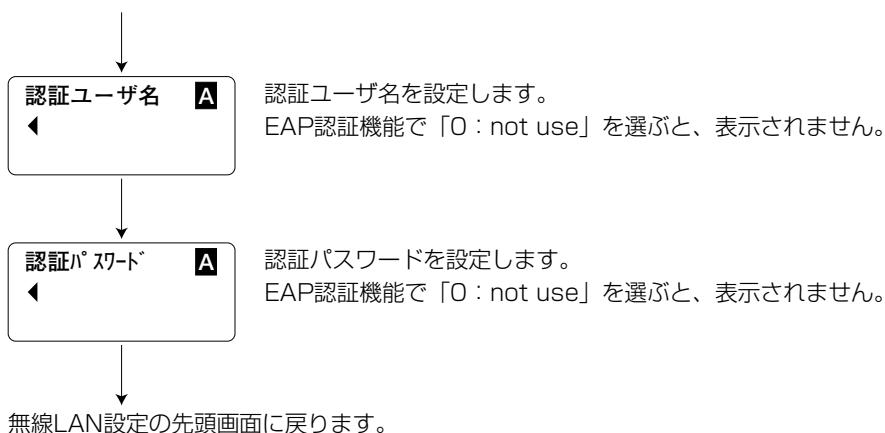 認証ユーザ名 A
認証ユーザ名を設定します。
EAP認証機能で「0:not use」を選ぶと、表示されません。
認証ﾊﾟｽﾜｰﾄﾞ A
認証パスワードを設定します。
EAP認証機能で「0:not use」を選ぶと、表示されません。
無線LAN設定の先頭画面に戻ります。